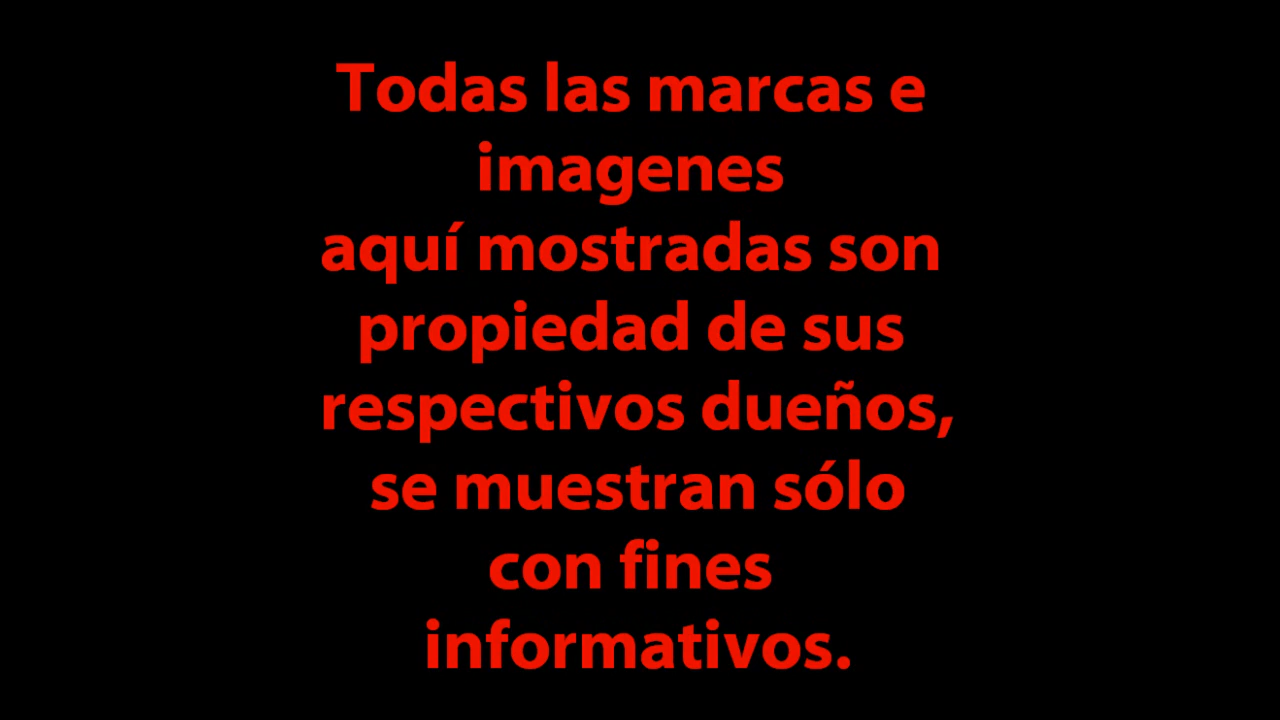 Todas las marcas e
imagenes
aquí mostradas son
propiedad de sus
respectivos dueños,
se muestran sólo
con fines
informativos.